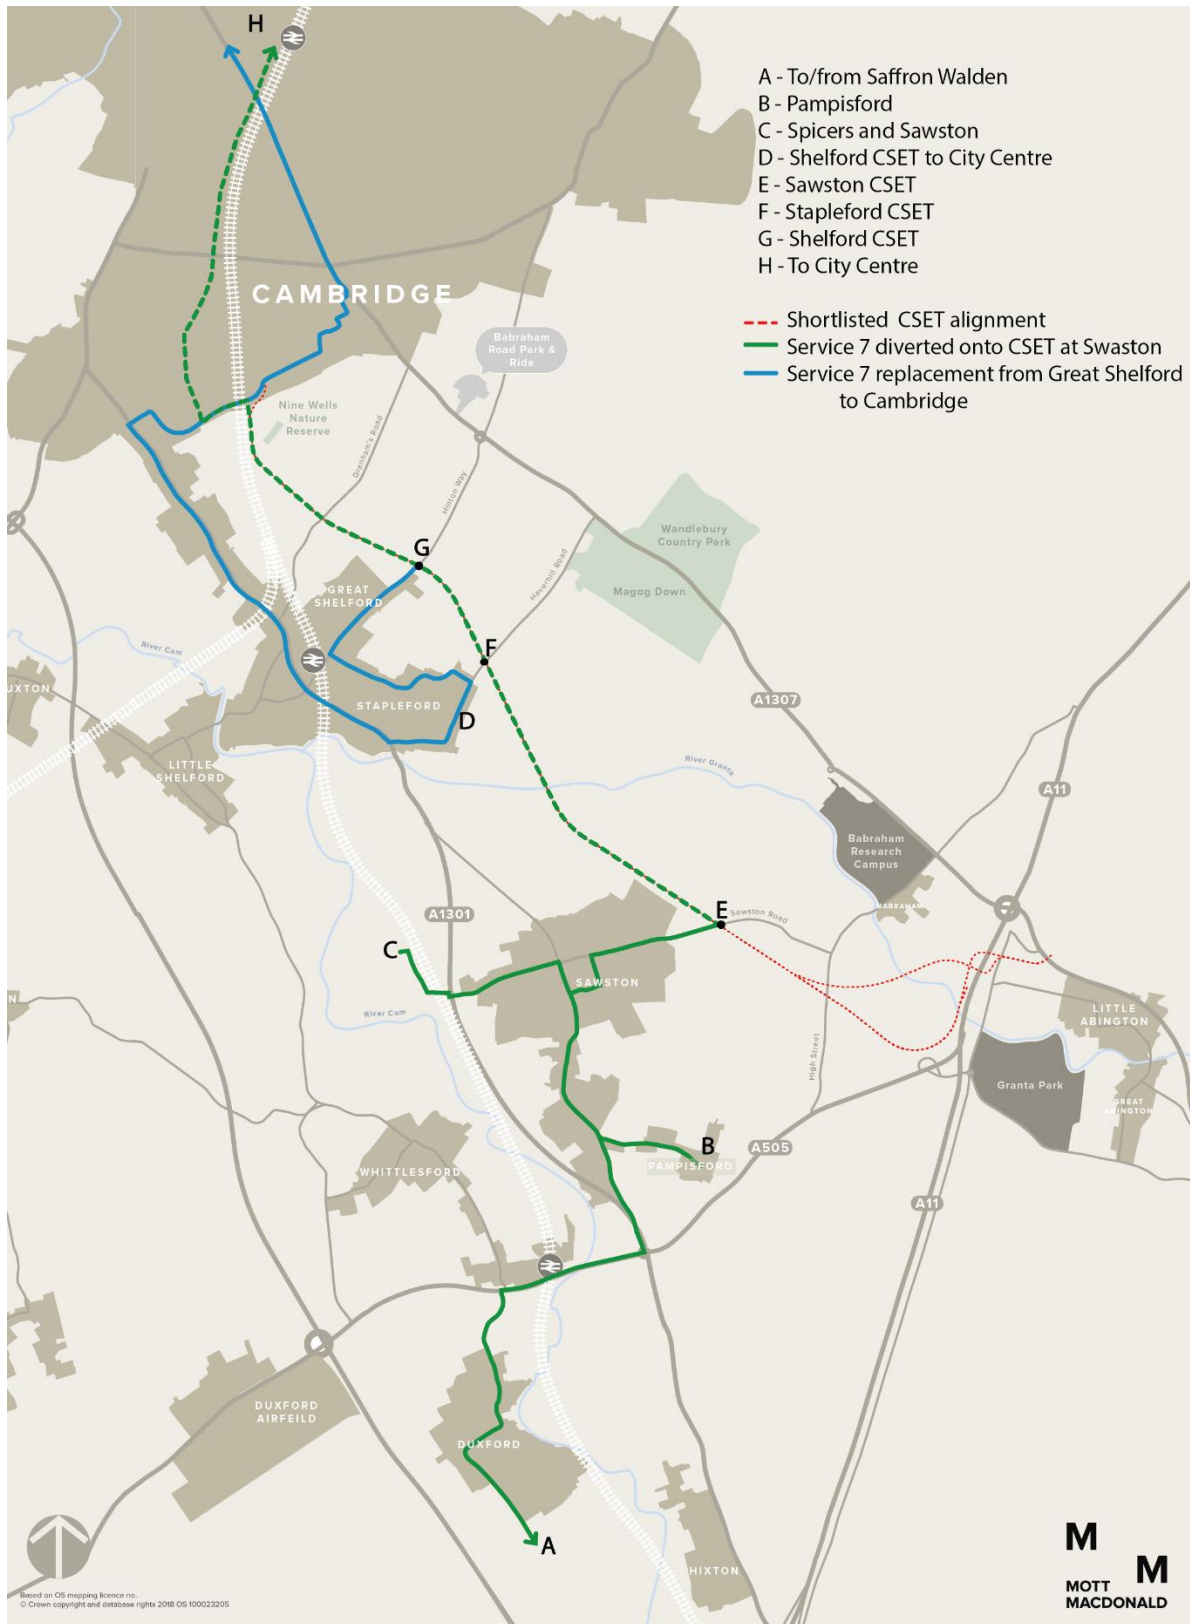 H
A - To/from Saffron Walden
B - Pampisford
C - Spicers and Sawston
D - Shelford CSET to City Centre
E - Sawston CSET
F - Stapleford CSET
G - Shelford CSET
H - To City Centre
CAMBRIDGE
Shortlisted CSET alignment
Service 7 diverted onto CSET at Swaston
Service 7 replacement from Great Shelford
to Cambridge
Babraham
Road Park &
Ride
Nine Wells
Nature
Reserve
Granham's Road
Hinton Way
G
Wandlebury
Country Park
Magog Down
Haverhill Road
GREAT
SHELFORD
F
River Cam
UXTON
STAPLEFORD
D
A1307
LITTLE
SHELFORD
River Granta
A11
Babraham
Research
Campus
BABRAHAM
A1301
E
Sawston Road
C
SAWSTON
N
River Cam
LITTLE
ABINGTON
High Street
Granta Park
GREAT
ABINGTON
B
A505
PAMPISFORD
WHITTLESFORD
A11
DUXFORD
AIRFEILD
DUXFORD
A
HIXTON
M
M
MOTT
MACDONALD
Based on OS mapping licence no.
© Crown copyright and database rights 2018 OS 100023205